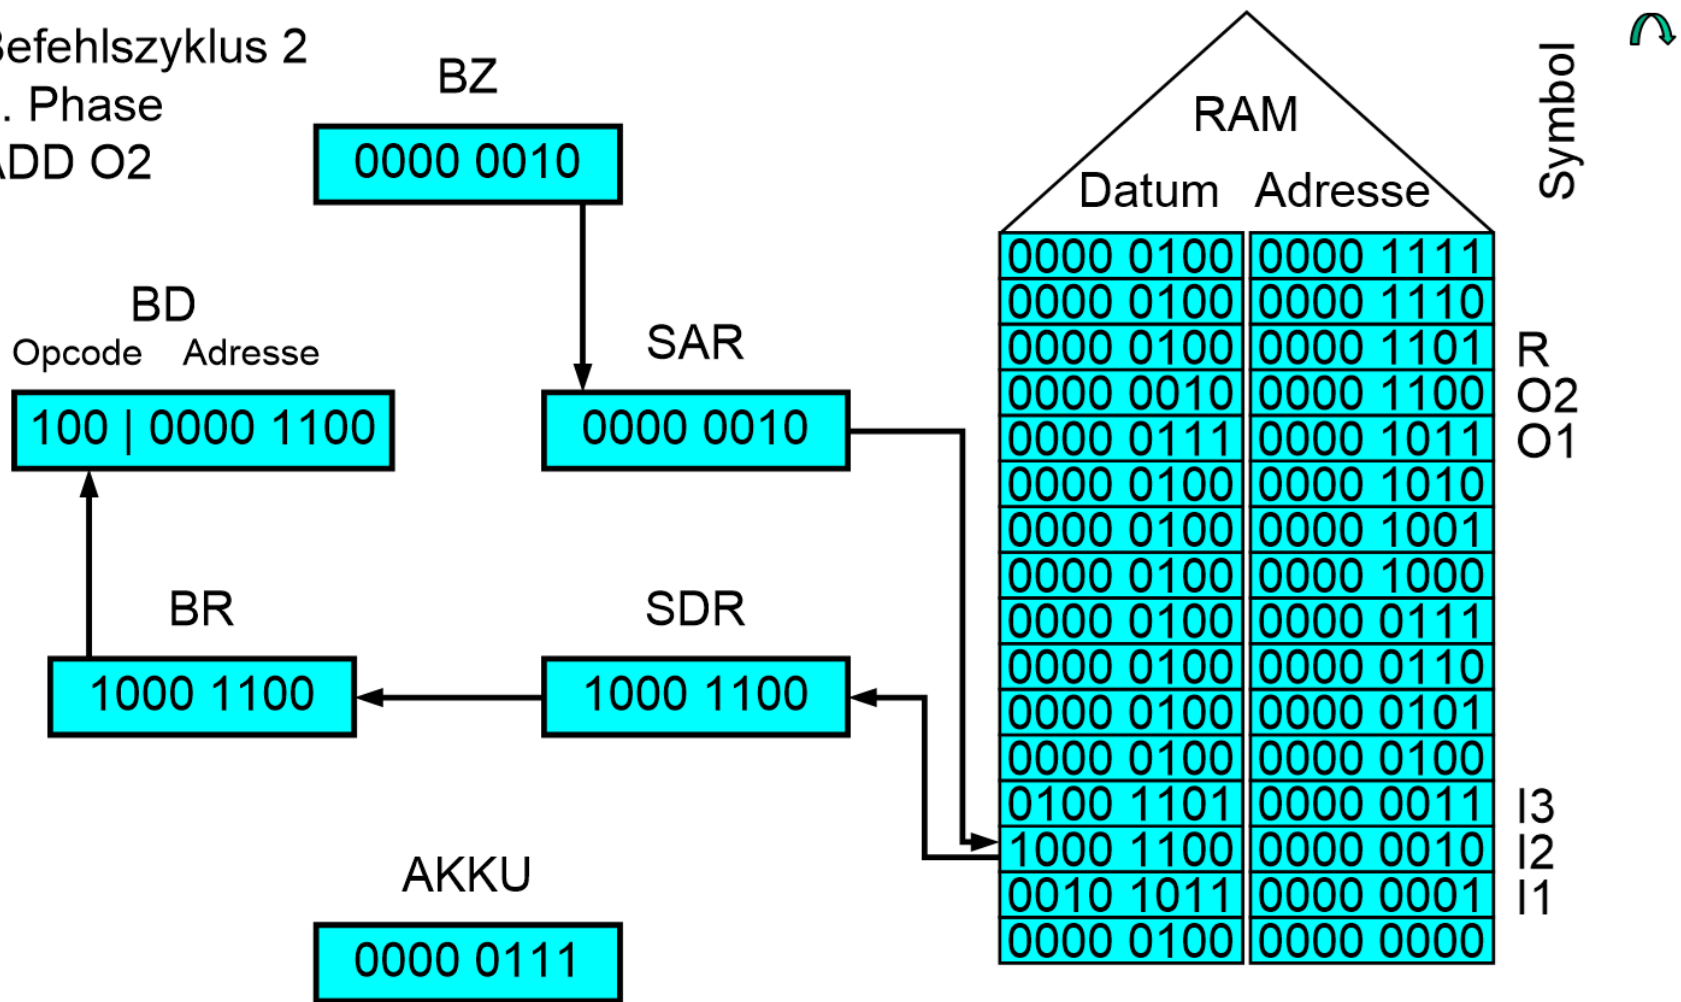 efehlszyklus 2
. Phase
ADD O2
BZ
0000 0010
BD
Opcode Adresse
100 | 0000 1100
SAR
0000 0010
BR
1000 1100
SDR
1000 1100
AKKU
0000 0111
RAM
Datum Adresse
Symbol
0000 0100 0000 1111
0000 0100 0000 1110
0000 0100 0000 1101 R
0000 0010 0000 1100 O2
0000 0111 0000 1011 O1
0000 0100 0000 1010
0000 0100 0000 1001
0000 0100 0000 1000
0000 0100 0000 0111
0000 0100 0000 0110
0000 0100 0000 0101
0000 0100 0000 0100
0100 1101 0000 0011 I3
1000 1100 0000 0010 I2
0010 1011 0000 0001 I1
0000 0100 0000 0000